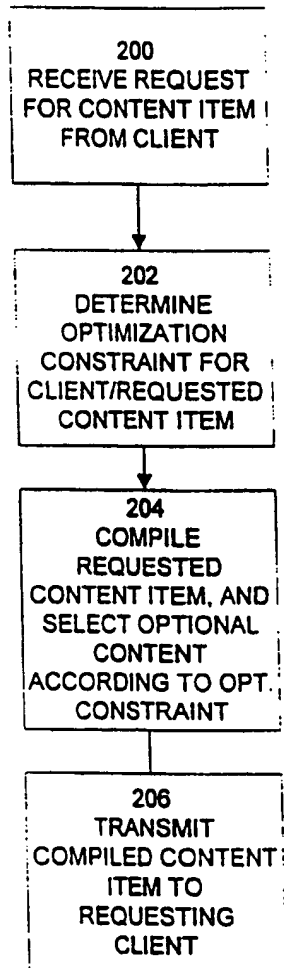 200
RECEIVE REQUEST
FOR CONTENT ITEM
FROM CLIENT
202
DETERMINE
OPTIMIZATION
CONSTRAINT FOR
CLIENT/REQUESTED
CONTENT ITEM
204
COMPILE
REQUESTED
CONTENT ITEM, AND
SELECT OPTIONAL
CONTENT
ACCORDING TO OPT.
CONSTRAINT
206
TRANSMIT
COMPILED CONTENT
ITEM TO
REQUESTING
CLIENT